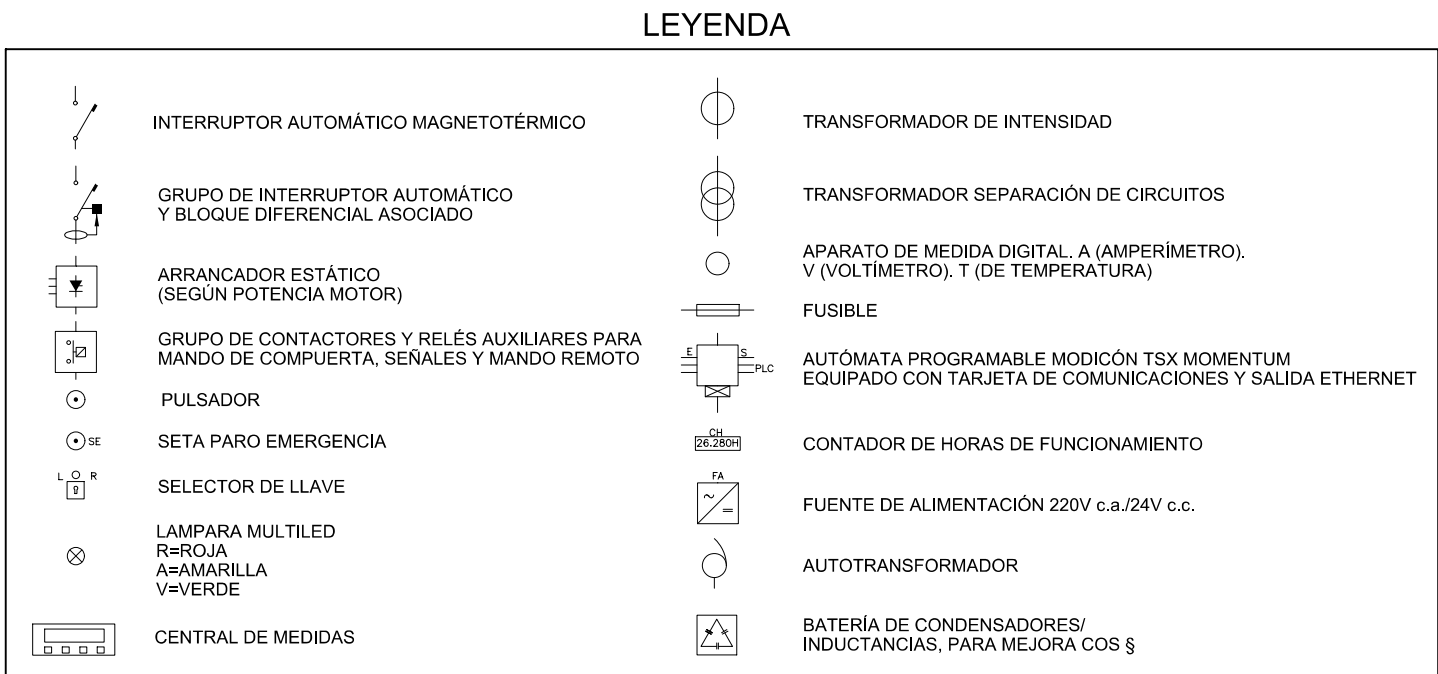 LEYENDA
INTERRUPTOR AUTOMÁTICO MAGNETOTÉRMICO
GRUPO DE INTERRUPTOR AUTOMÁTICO
Y BLOQUE DIFERENCIAL ASOCIADO
ARRANCADOR ESTÁTICO
(SEGÚN POTENCIA MOTOR)
GRUPO DE CONTACTORES Y RELÉS AUXILIARES PARA
MANDO DE COMPUERTA, SEÑALES Y MANDO REMOTO
PULSADOR
SE
SETA PARO EMERGENCIA
L R
SELECTOR DE LLAVE
LAMPARA MULTILED
R=ROJA
A=AMARILLA
V=VERDE
CENTRAL DE MEDIDAS
TRANSFORMADOR DE INTENSIDAD
TRANSFORMADOR SEPARACIÓN DE CIRCUITOS
APARATO DE MEDIDA DIGITAL. A (AMPERÍMETRO).
V (VOLTÍMETRO). T (DE TEMPERATURA)
FUSIBLE
E S
PLC
AUTÓMATA PROGRAMABLE MODICÓN TSX MOMENTUM
EQUIPADO CON TARJETA DE COMUNICACIONES Y SALIDA ETHERNET
CH
26.280H
CONTADOR DE HORAS DE FUNCIONAMIENTO
FA
FUENTE DE ALIMENTACIÓN 220V c.a./24V c.c.
AUTOTRANSFORMADOR
BATERÍA DE CONDENSADORES/
INDUCTANCIAS, PARA MEJORA COS §